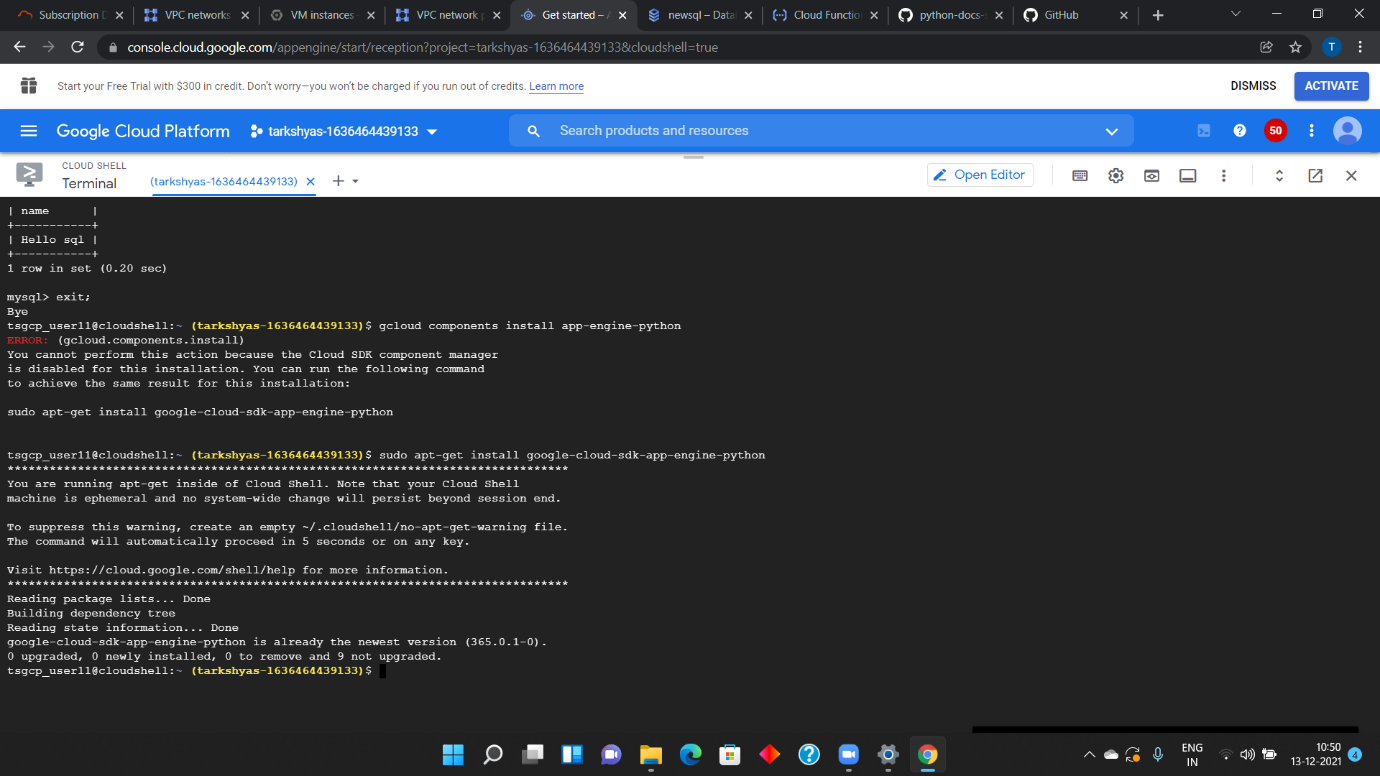 Subscription D
VPC networks
VM instances
VPC network p
Get started – A
newsql – Data
Cloud Functio
python-docs-s
GitHub
console.cloud.google.com/appengine/start/reception?project=tarkshyas-1636464439133&cloudshell=true
T
Start your Free Trial with $300 in credit. Don't worry—you won't be charged if you run out of credits. Learn more
DISMISS
ACTIVATE
Google Cloud Platform
tarkshyas-1636464439133
Search products and resources
50
CLOUD SHELL
Terminal
(tarkshyas-1636464439133)
Open Editor
| name      |
+-----------+
| Hello sql |
+-----------+
1 row in set (0.20 sec)
mysql> exit;
Bye
tsgcp_user11@cloudshell:~ (tarkshyas-1636464439133)$ gcloud components install app-engine-python
ERROR: (gcloud.components.install)
You cannot perform this action because the Cloud SDK component manager
is disabled for this installation. You can run the following command
to achieve the same result for this installation:
sudo apt-get install google-cloud-sdk-app-engine-python
tsgcp_user11@cloudshell:~ (tarkshyas-1636464439133)$ sudo apt-get install google-cloud-sdk-app-engine-python
********************************************************************************
You are running apt-get inside of Cloud Shell. Note that your Cloud Shell
machine is ephemeral and no system-wide change will persist beyond session end.
To suppress this warning, create an empty ~/.cloudshell/no-apt-get-warning file.
The command will automatically proceed in 5 seconds or on any key.
Visit https://cloud.google.com/shell/help for more information.
********************************************************************************
Reading package lists... Done
Building dependency tree
Reading state information... Done
google-cloud-sdk-app-engine-python is already the newest version (365.0.1-0).
0 upgraded, 0 newly installed, 0 to remove and 9 not upgraded.
tsgcp_user11@cloudshell:~ (tarkshyas-1636464439133)$
ENG
IN
10:50
13-12-2021
4